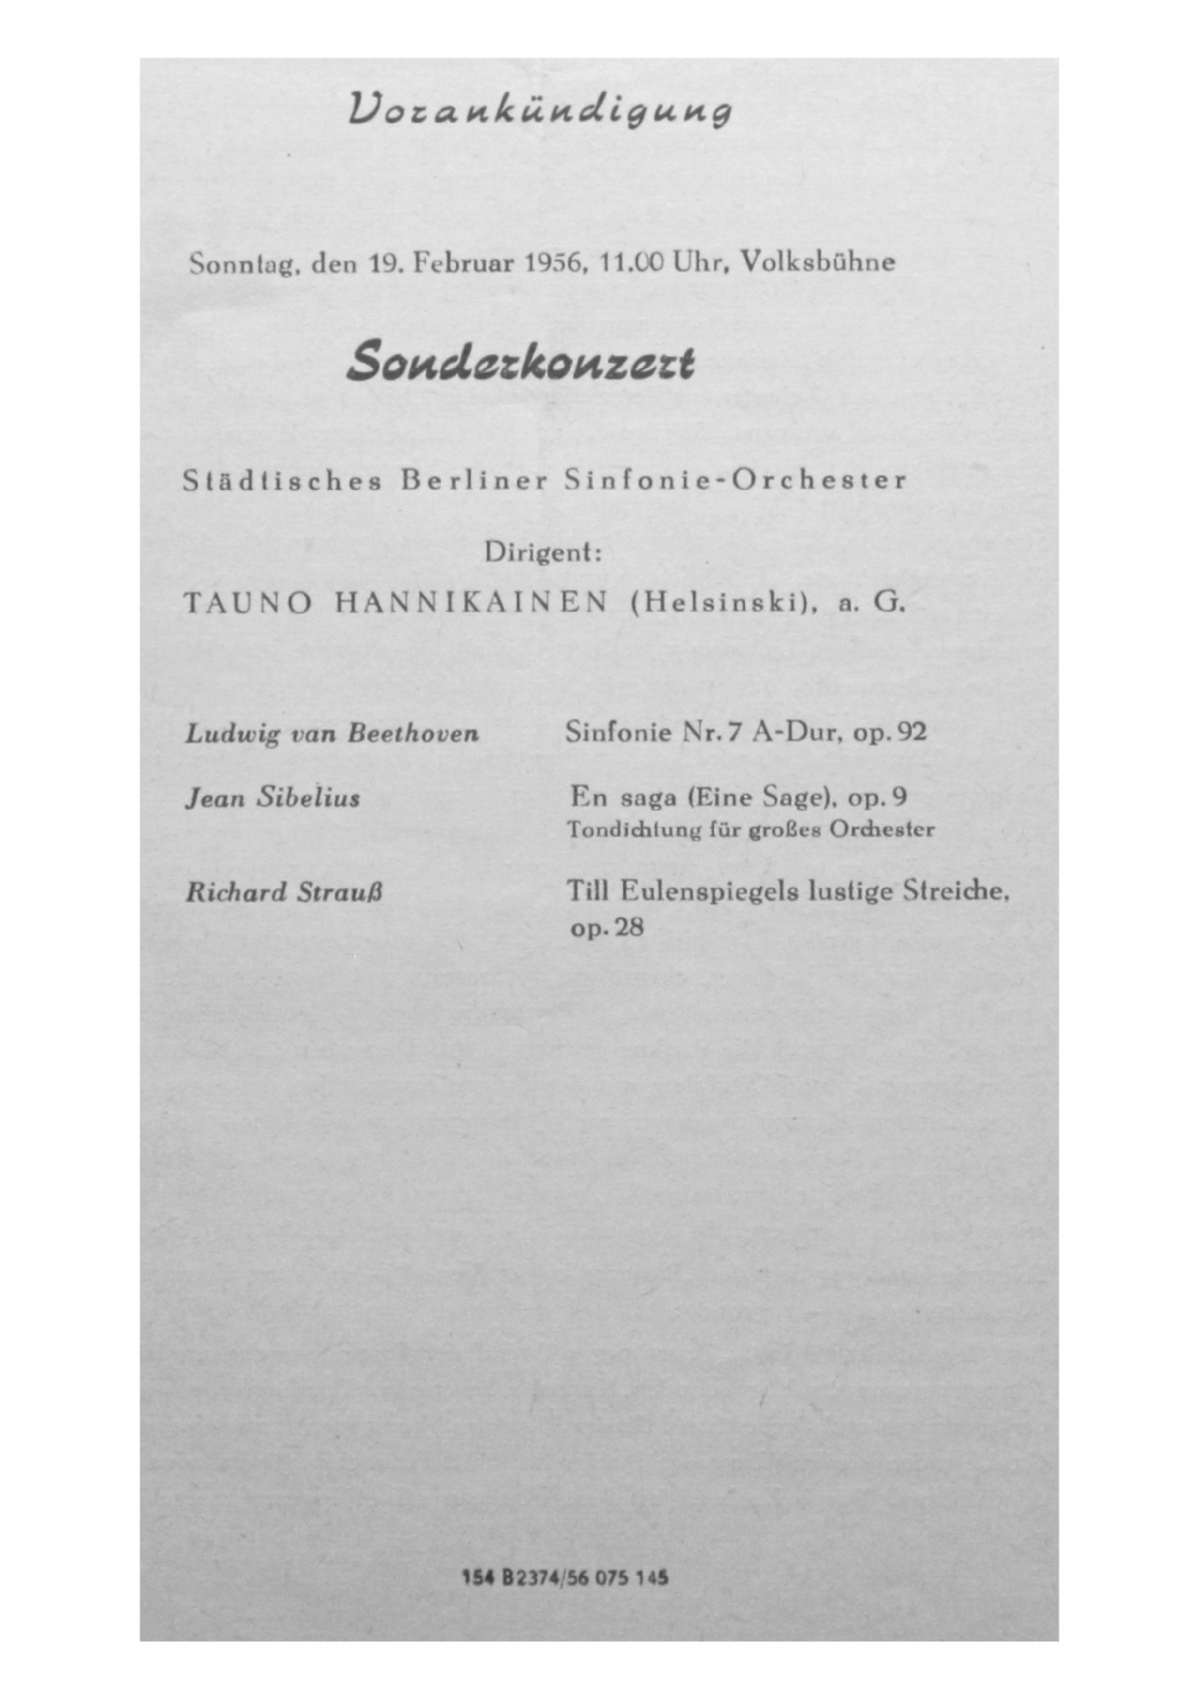 Vorankündigung
Sonntag, den 19. Februar 1956, 11.00 Uhr, Volksbühne
Sonderkonzert
Städtisches Berliner Sinfonie-Orchester
Dirigent:
TAUNO HANNIKAINEN (Helsinski), a. G.
Ludwig van Beethoven Sinfonie Nr. 7 A-Dur, op. 92
Jean Sibelius En saga (Eine Sage), op. 9
Tondichtung für großes Orchester
Richard Strauß Till Eulenspiegels lustige Streiche,
op. 28
154 B2374/56 075 145